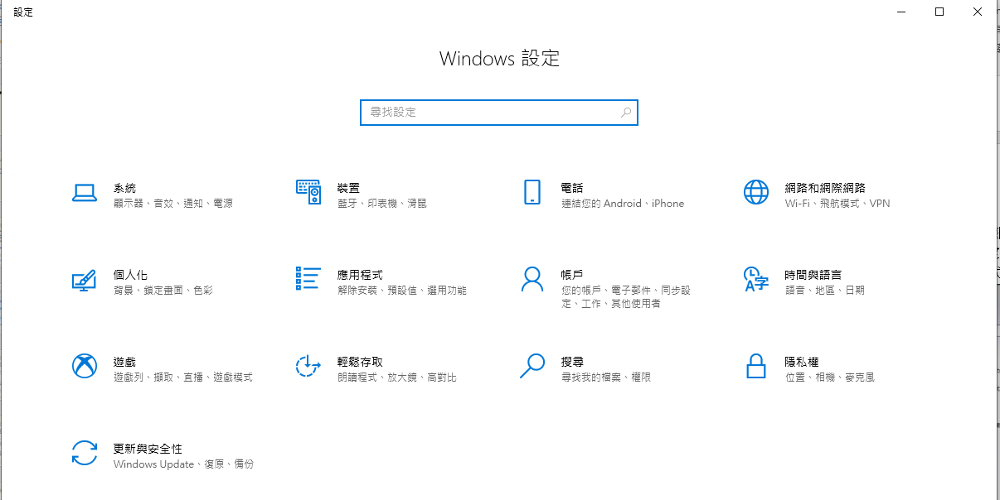 設定
Windows 設定
尋找設定
系統
顯示器、音效、通知、電源
裝置
藍牙、印表機、滑鼠
電話
連結您的 Android、iPhone
網路和網際網路
Wi-Fi、飛航模式、VPN
個人化
背景、鎖定畫面、色彩
應用程式
解除安裝、預設值、選用功能
帳戶
您的帳戶、電子郵件、同步設
定、工作、其他使用者
時間與語言
語音、地區、日期
遊戲
遊戲列、擷取、直播、遊戲模式
輕鬆存取
朗讀程式、放大鏡、高對比
搜尋
尋找我的檔案、權限
隱私權
位置、相機、麥克風
更新與安全性
Windows Update、復原、備份